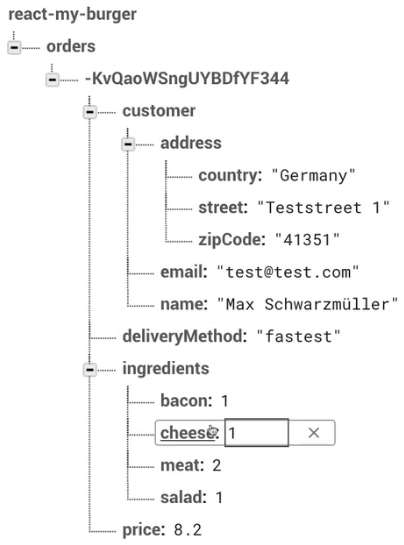 react-my-burger
orders
-KvQaoWSngUYBDfYF344
customer
address
country: "Germany"
street: "Teststreet 1"
zipCode: "41351"
email: "test@test.com"
name: "Max Schwarzmüller"
deliveryMethod: "fastest"
ingredients
bacon: 1
cheese: 1
meat: 2
salad: 1
price: 8.2